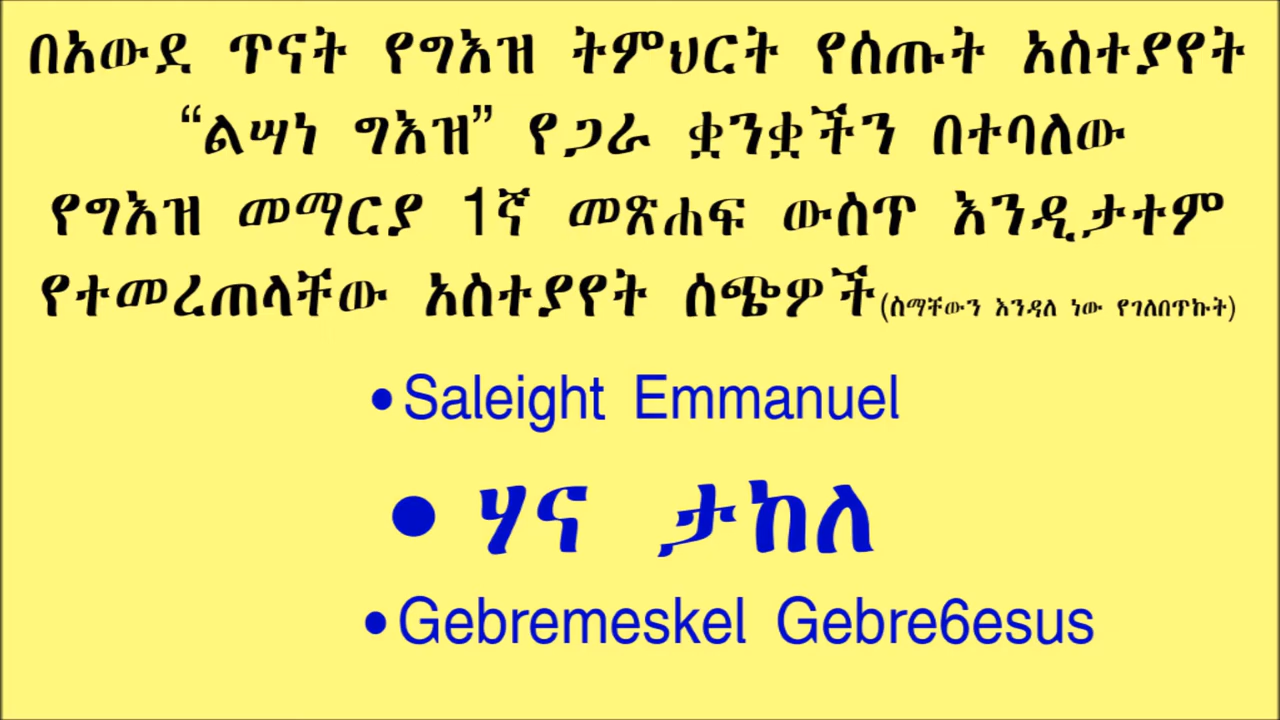 በአውደ ጥናት የግእዝ ትምህርት የሰጡት አስተያየት
“ልሣነ ግእዝ” የጋራ ቋንቋችን በተባለው
የግእዝ መማርያ 1ኛ መጽሐፍ ውስጥ እንዲታተም
የተመረጠላቸው አስተያየት ሰጭዎች(ስማቸውን እንዳለ ነው የገለበጥኩት)
•Saleight Emmanuel
• ሃና ታከለ
•Gebremeskel Gebre6esus